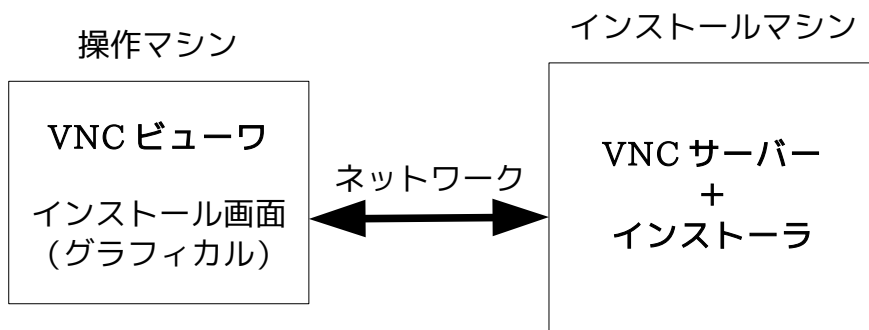 操作マシン
VNC ビューワ
インストール画面
(グラフィカル)
ネットワーク
インストールマシン
VNC サーバー
+
インストーラ